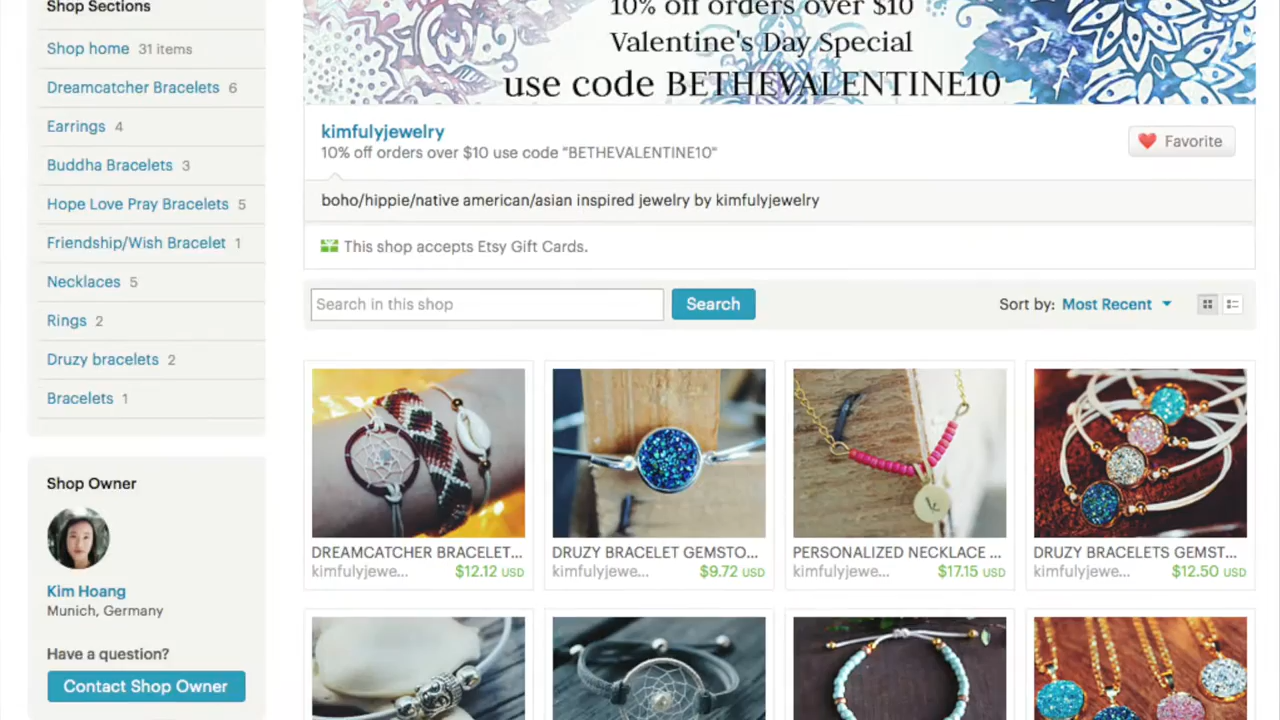 Shop Sections
Shop home 31 items
Dreamcatcher Bracelets 6
Earrings 4
Buddha Bracelets 3
Hope Love Pray Bracelets 5
Friendship/Wish Bracelet 1
Necklaces 5
Rings 2
Druzy bracelets 2
Bracelets 1
Shop Owner
Kim Hoang
Munich, Germany
Have a question?
Contact Shop Owner
10% off orders over $10
Valentine's Day Special
use code BETHEVALENTINE10
kimfulyjewelry
10% off orders over $10 use code "BETHEVALENTINE10"
Favorite
boho/hippie/native american/asian inspired jewelry by kimfulyjewelry
This shop accepts Etsy Gift Cards.
Search in this shop
Search
Sort by: Most Recent
DREAMCATCHER BRACELET...
kimfulyjewe... $12.12 USD
DRUZY BRACELET GEMSTO...
kimfulyjewe... $9.72 USD
PERSONALIZED NECKLACE ...
kimfulyjewe... $17.15 USD
DRUZY BRACELETS GEMST...
kimfulyjewe... $12.50 USD
k